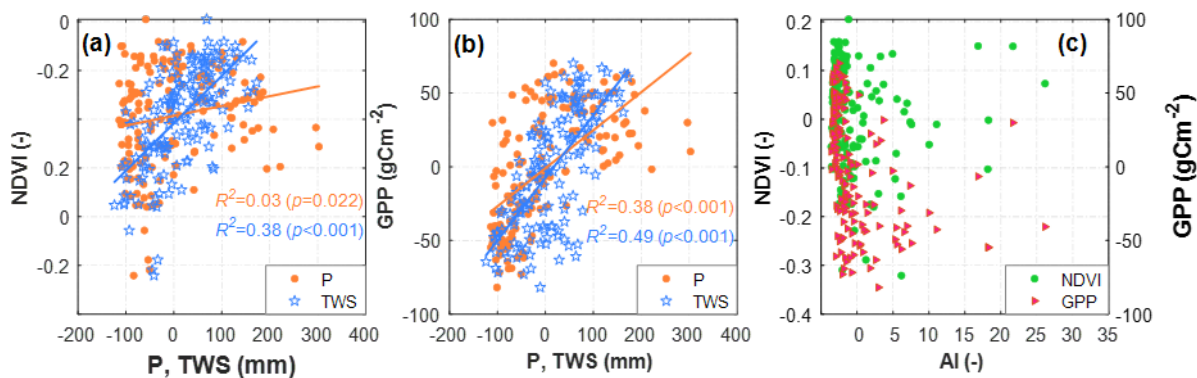 (a)
NDVI (-)
0
-0.2
0.2
0
-0.2
R²=0.03 (p=0.022)
R²=0.38 (p<0.001)
P
TWS
-200 -100 0 100 200 300 400
P, TWS (mm)
(b)
GPP (gCm⁻²)
100
50
0
-50
-100
R²=0.38 (p<0.001)
R²=0.49 (p<0.001)
P
TWS
-100 0 100 200 300 400
P, TWS (mm)
(c)
NDVI (-)
0.2
0.1
0
-0.1
-0.2
-0.3
-0.4
100
50
0
-50
-100
GPP (gCm⁻²)
NDVI
GPP
0 5 10 15 20 25 30 35
AI (-)